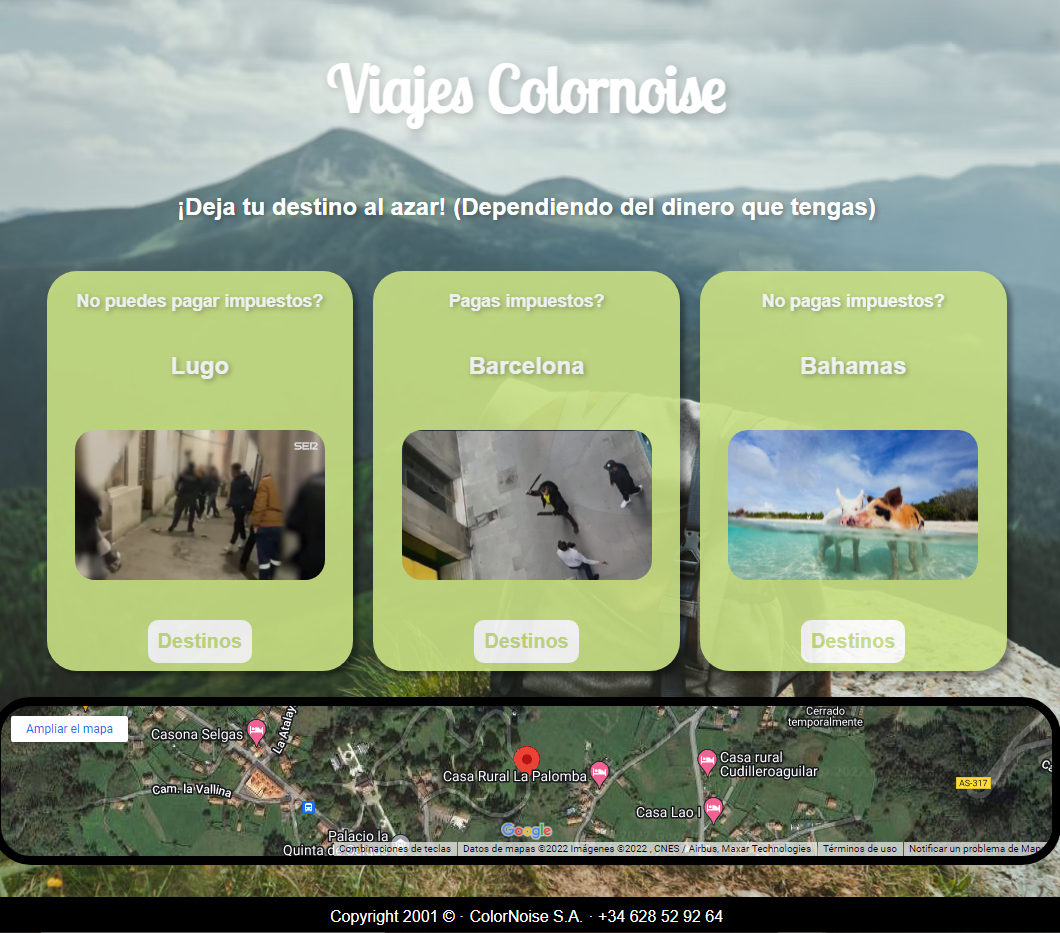 Viajes Colornoise
¡Deja tu destino al azar! (Dependiendo del dinero que tengas)
No puedes pagar impuestos?
Lugo
SER
Destinos
Pagas impuestos?
Barcelona
Destinos
No pagas impuestos?
Bahamas
Destinos
Ampliar el mapa
Casona Selgas
La Atalay
Cam. la Vallina
Palacio la
Quinta de
Casa Rural La Palomba
Cerrado
temporalmente
Casa rural
Cudilleroaguilar
Casa Lao I
AS-317
Google
Combinaciones de teclas
Datos de mapas ©2022 Imágenes ©2022 , CNES / Airbus, Maxar Technologies
Términos de uso
Notificar un problema de Map
Copyright 2001 © · ColorNoise S.A. · +34 628 52 92 64